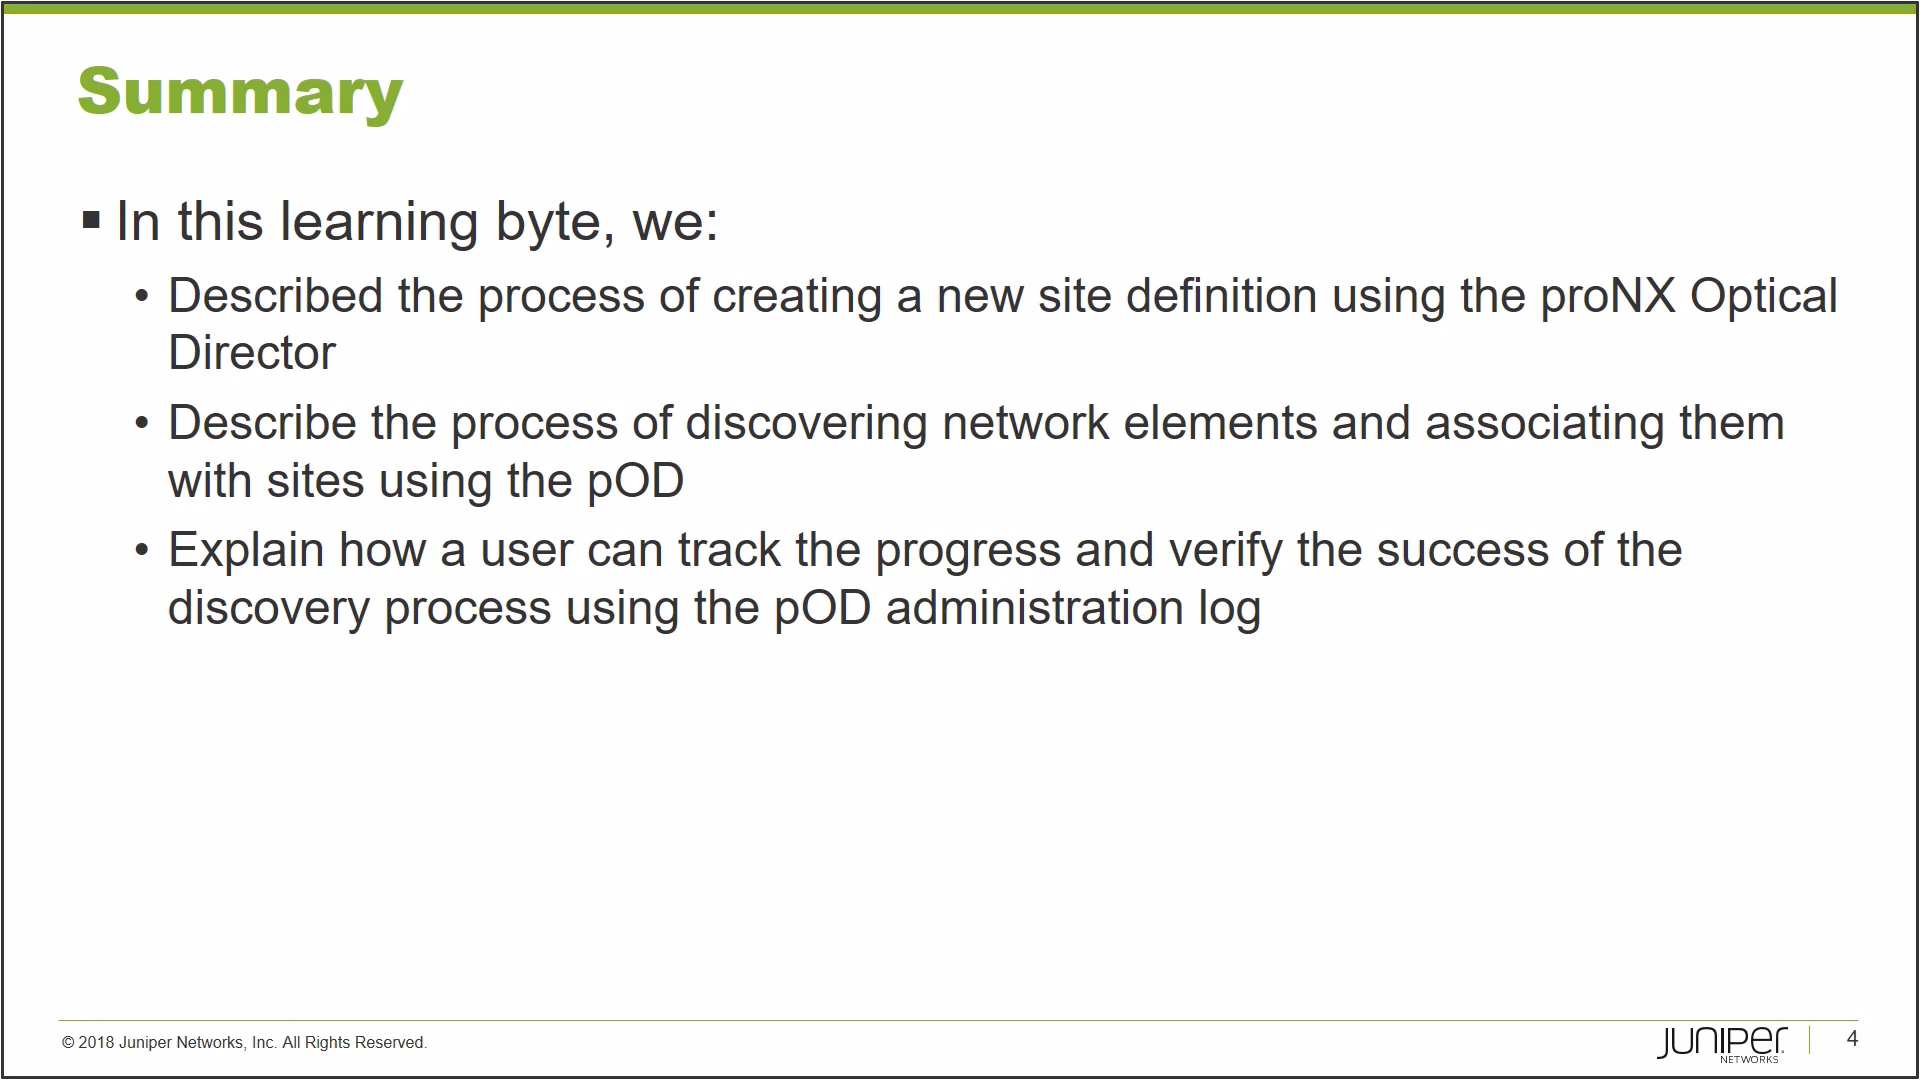 Summary
▪ In this learning byte, we:
• Described the process of creating a new site definition using the proNX Optical
Director
• Describe the process of discovering network elements and associating them
with sites using the pOD
• Explain how a user can track the progress and verify the success of the
discovery process using the pOD administration log
© 2018 Juniper Networks, Inc. All Rights Reserved.
JUNIPEr
NETWORKS
4